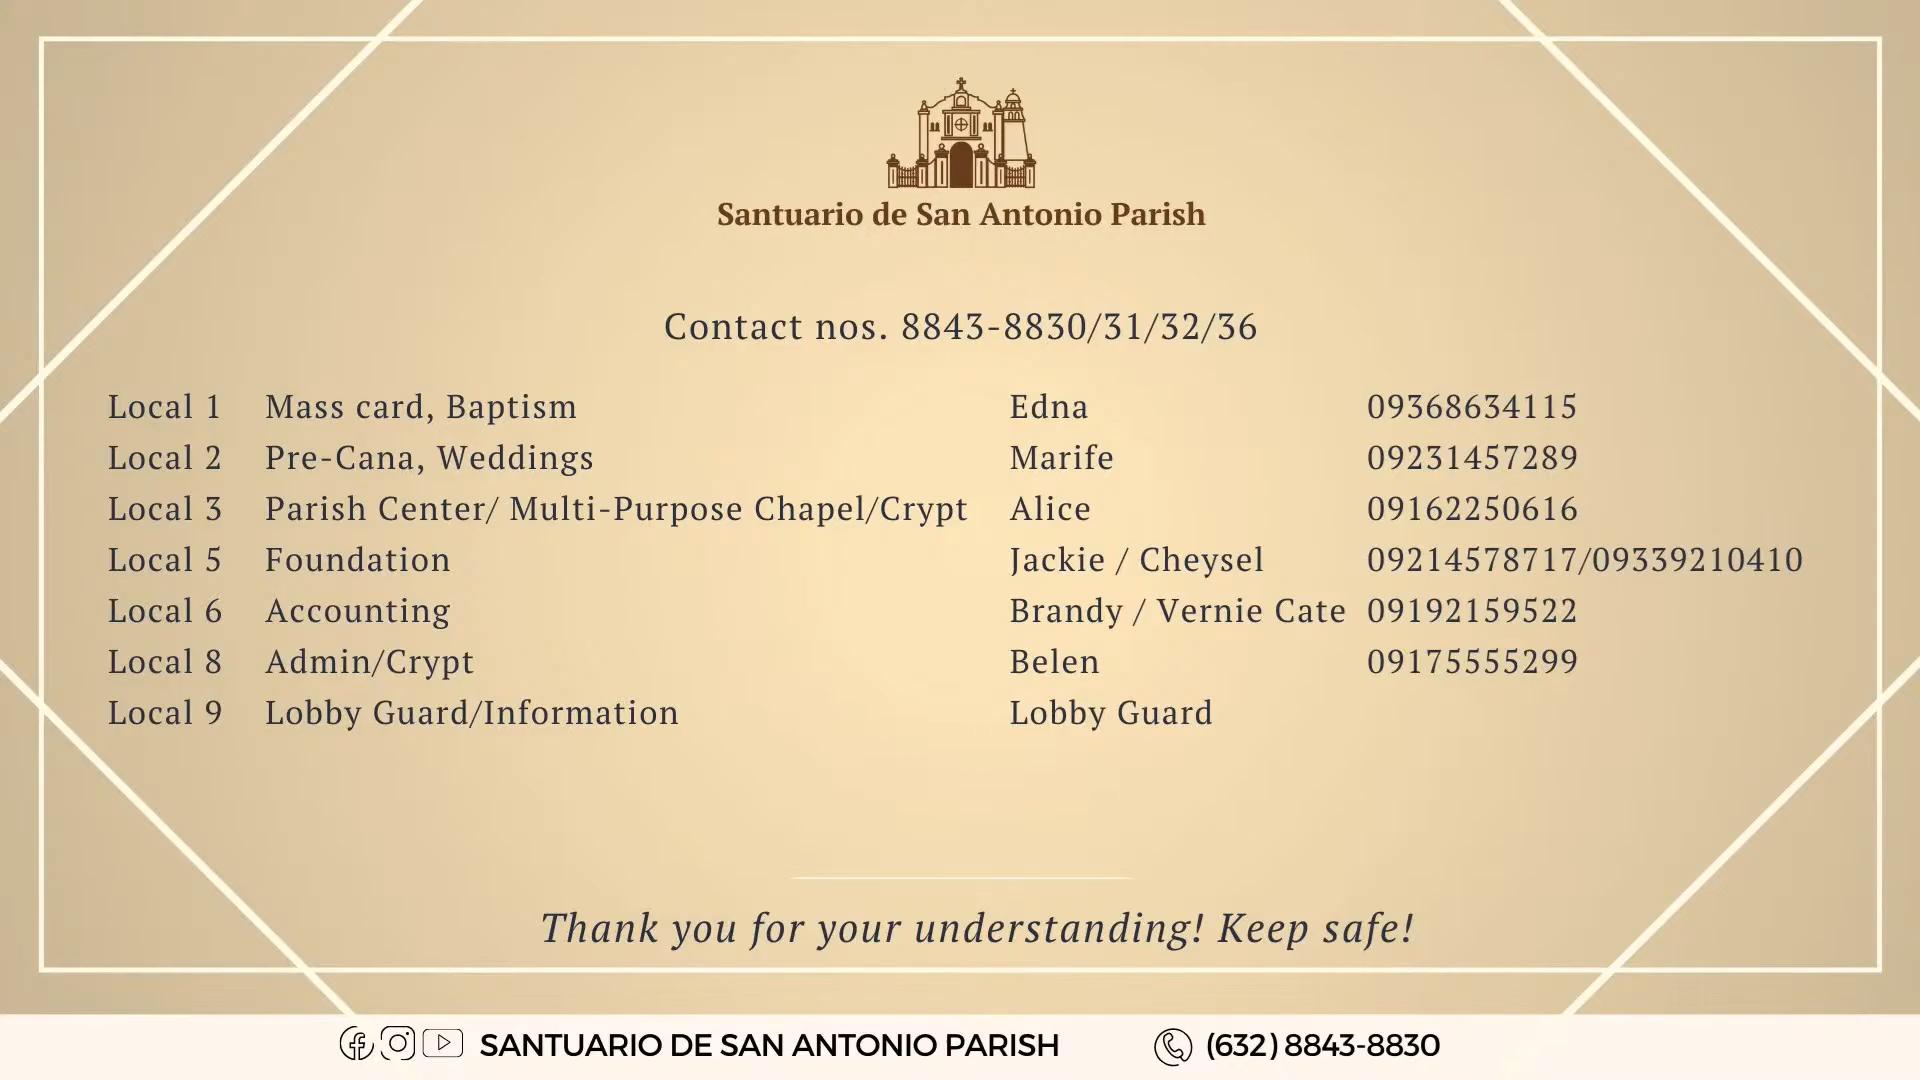 Santuario de San Antonio Parish
Contact nos. 8843-8830/31/32/36
Local 1 Mass card, Baptism Edna 09368634115
Local 2 Pre-Cana, Weddings Marife 09231457289
Local 3 Parish Center/ Multi-Purpose Chapel/Crypt Alice 09162250616
Local 5 Foundation Jackie / Cheysel 09214578717/09339210410
Local 6 Accounting Brandy / Vernie Cate 09192159522
Local 8 Admin/Crypt Belen 09175555299
Local 9 Lobby Guard/Information Lobby Guard
Thank you for your understanding! Keep safe!
SANTUARIO DE SAN ANTONIO PARISH (632) 8843-8830